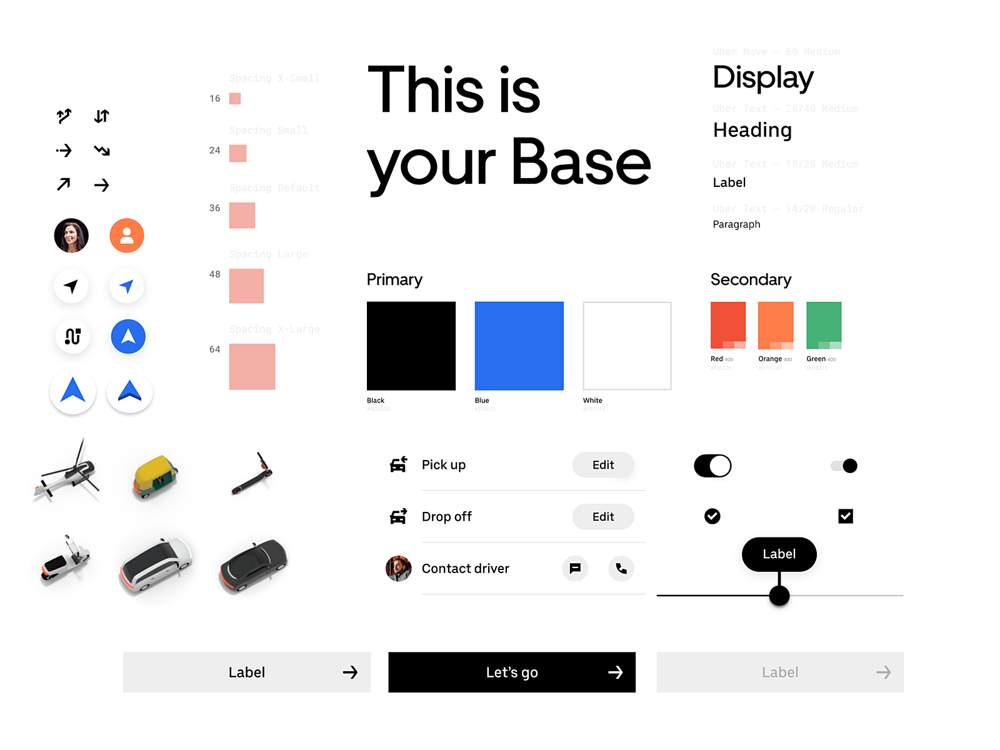 Spacing X-Small
16
Spacing Small
24
Spacing Default
36
Spacing Large
48
Spacing X-Large
64
This is
your Base
Uber Move - 60 Medium
Display
Uber Text - 28/40 Medium
Heading
Uber Text - 18/28 Medium
Label
Uber Text - 14/20 Regular
Paragraph
Primary
Black
#000000
Blue
#276EF1
White
#FFFFFF
Secondary
Red 400
Orange 400
#FF7C49
Green 400
#47B275
Pick up
Edit
Drop off
Edit
Contact driver
Label
Label
Let’s go
Label